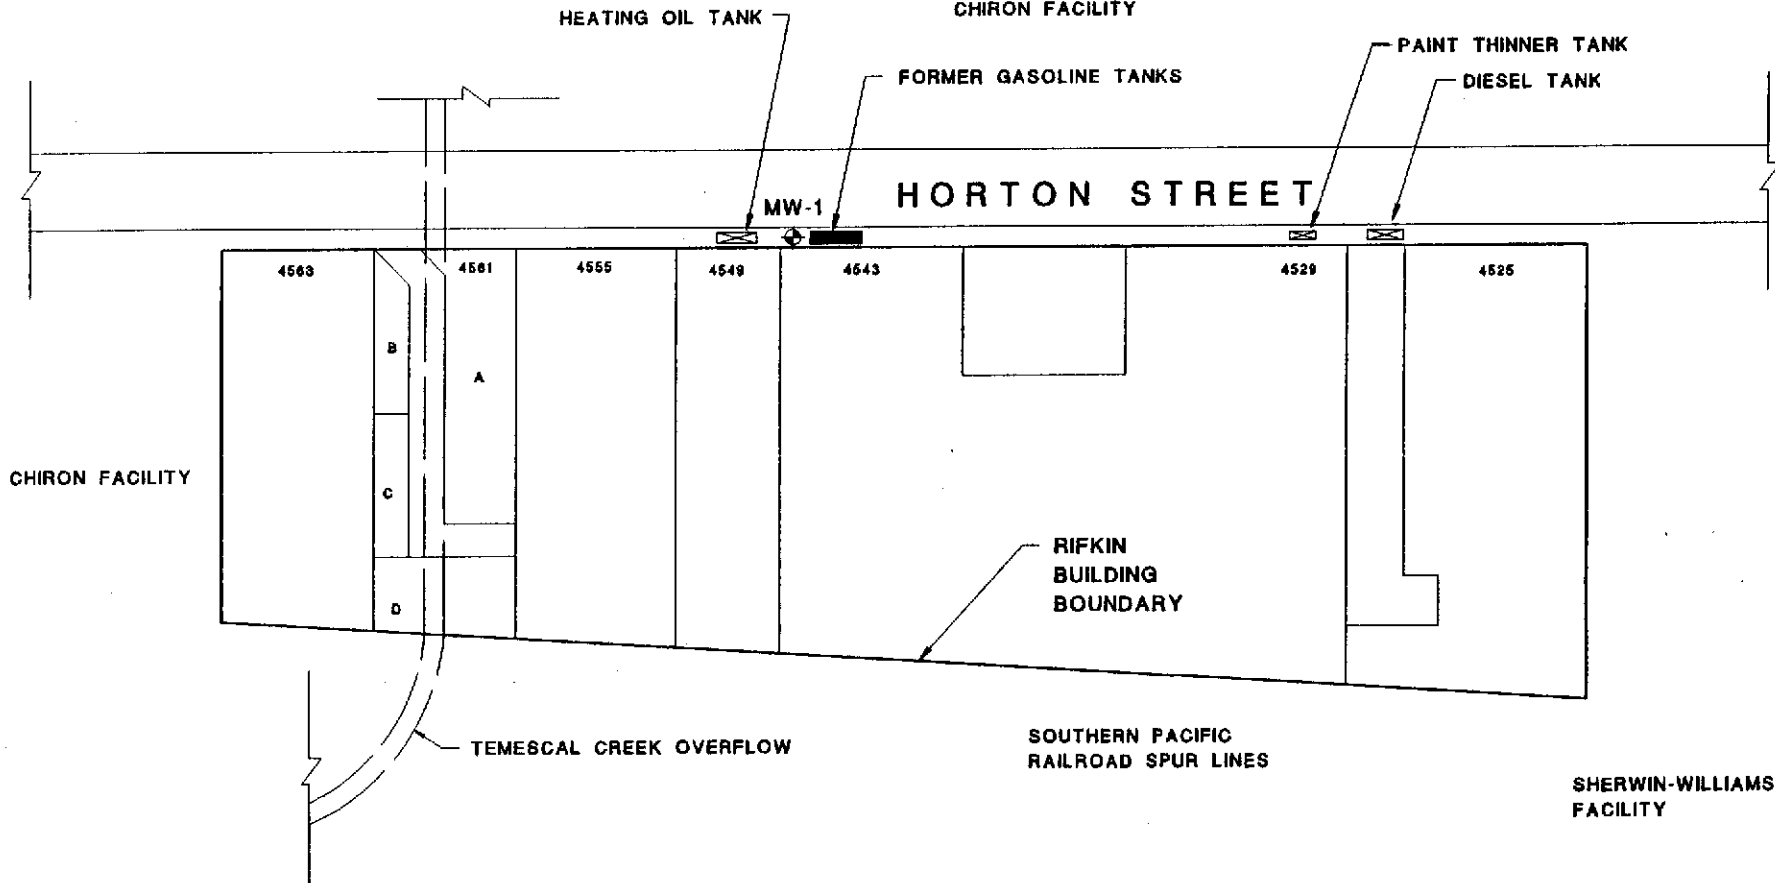 HEATING OIL TANK
CHIRON FACILITY
PAINT THINNER TANK
FORMER GASOLINE TANKS
DIESEL TANK
HORTON STREET
MW-1
4563
4561
4555
4549
4543
4529
4525
B
A
CHIRON FACILITY
C
RIFKIN
BUILDING
BOUNDARY
D
TEMESCAL CREEK OVERFLOW
SOUTHERN PACIFIC
RAILROAD SPUR LINES
SHERWIN-WILLIAMS
FACILITY